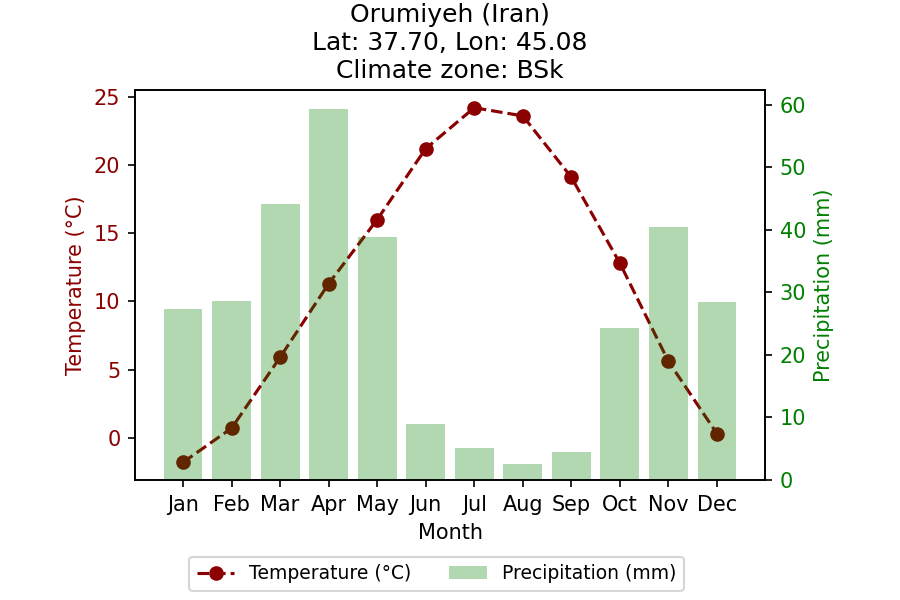 Orumiyeh (Iran)
Lat: 37.70, Lon: 45.08
Climate zone: BSk
25
20
15
10
5
0
Temperature (°C)
60
50
40
30
20
10
0
Precipitation (mm)
Jan Feb Mar Apr May Jun Jul Aug Sep Oct Nov Dec
Month
Temperature (°C) Precipitation (mm)